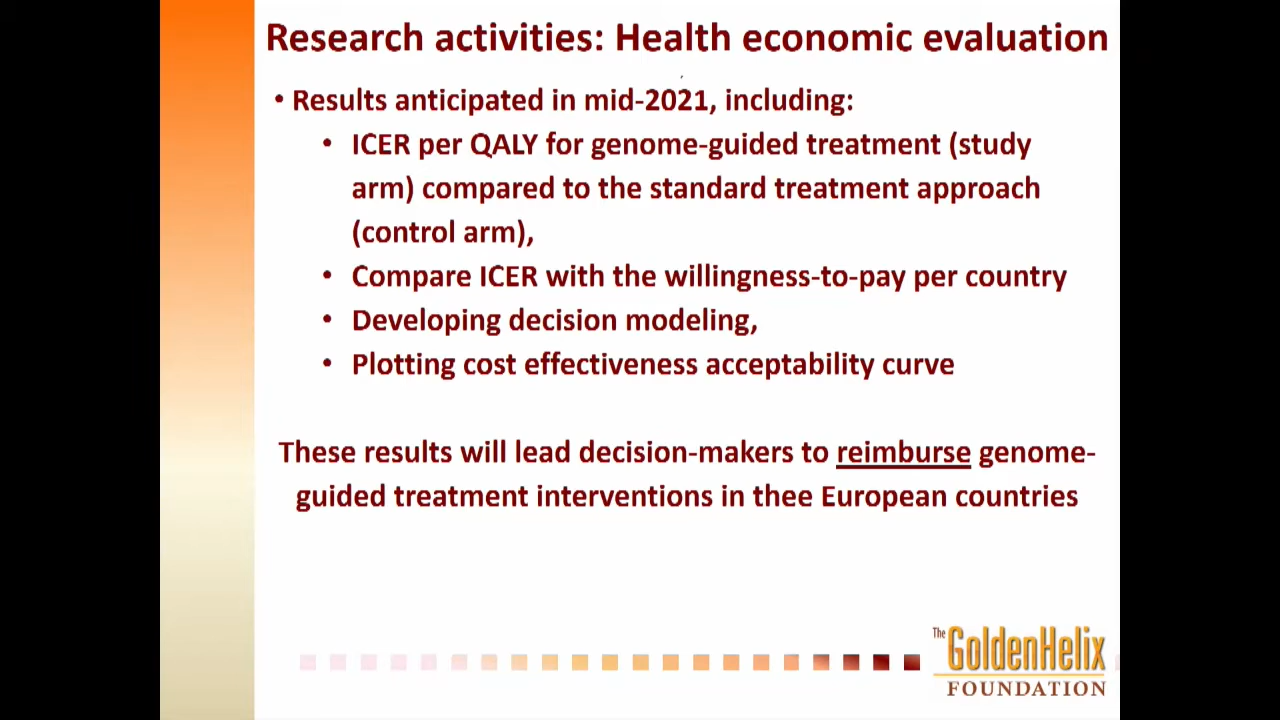 Research activities: Health economic evaluation
• Results anticipated in mid-2021, including:
• ICER per QALY for genome-guided treatment (study
arm) compared to the standard treatment approach
(control arm),
• Compare ICER with the willingness-to-pay per country
• Developing decision modeling,
• Plotting cost effectiveness acceptability curve
These results will lead decision-makers to reimburse genome-
guided treatment interventions in thee European countries
The GoldenHelix
FOUNDATION